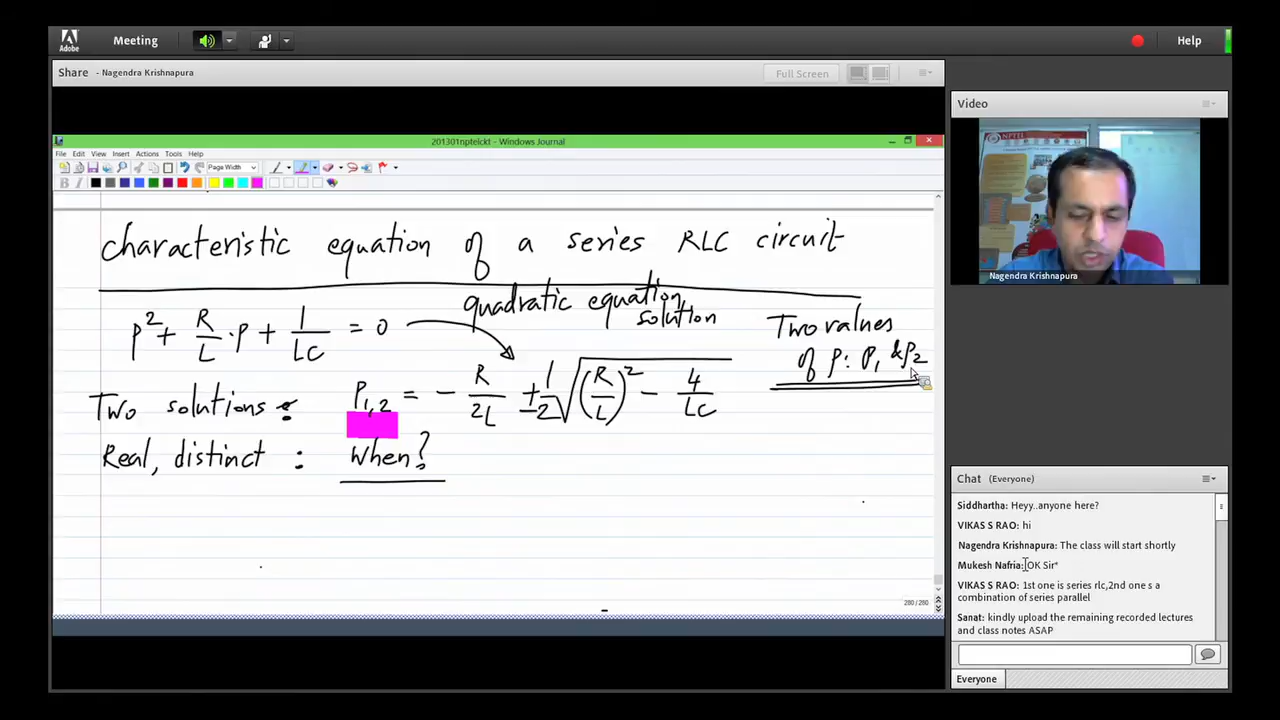 Adobe
Meeting
Help
Share - Nagendra Krishnapura
Full Screen
201301npteickt - Windows Journal
File Edit View Insert Actions Tools Help
Page Width
B I
characteristic equation of a series RLC circuit
quadratic equation
solution
p² + R/L · p + 1/LC = 0
Two values
of p: P₁ & P₂
Two solutions: P₁,₂ = - R/2L ± 1/2 √((R/L)² - 4/LC)
Real, distinct : When?
280 / 280
Video
Nagendra Krishnapura
Chat (Everyone)
Siddhartha: Heyy..anyone here?
VIKAS S RAO: hi
Nagendra Krishnapura: The class will start shortly
Mukesh Nafria: OK Sir*
VIKAS S RAO: 1st one is series rlc,2nd one s a
combination of series parallel
Sanat: kindly upload the remaining recorded lectures
and class notes ASAP
Everyone